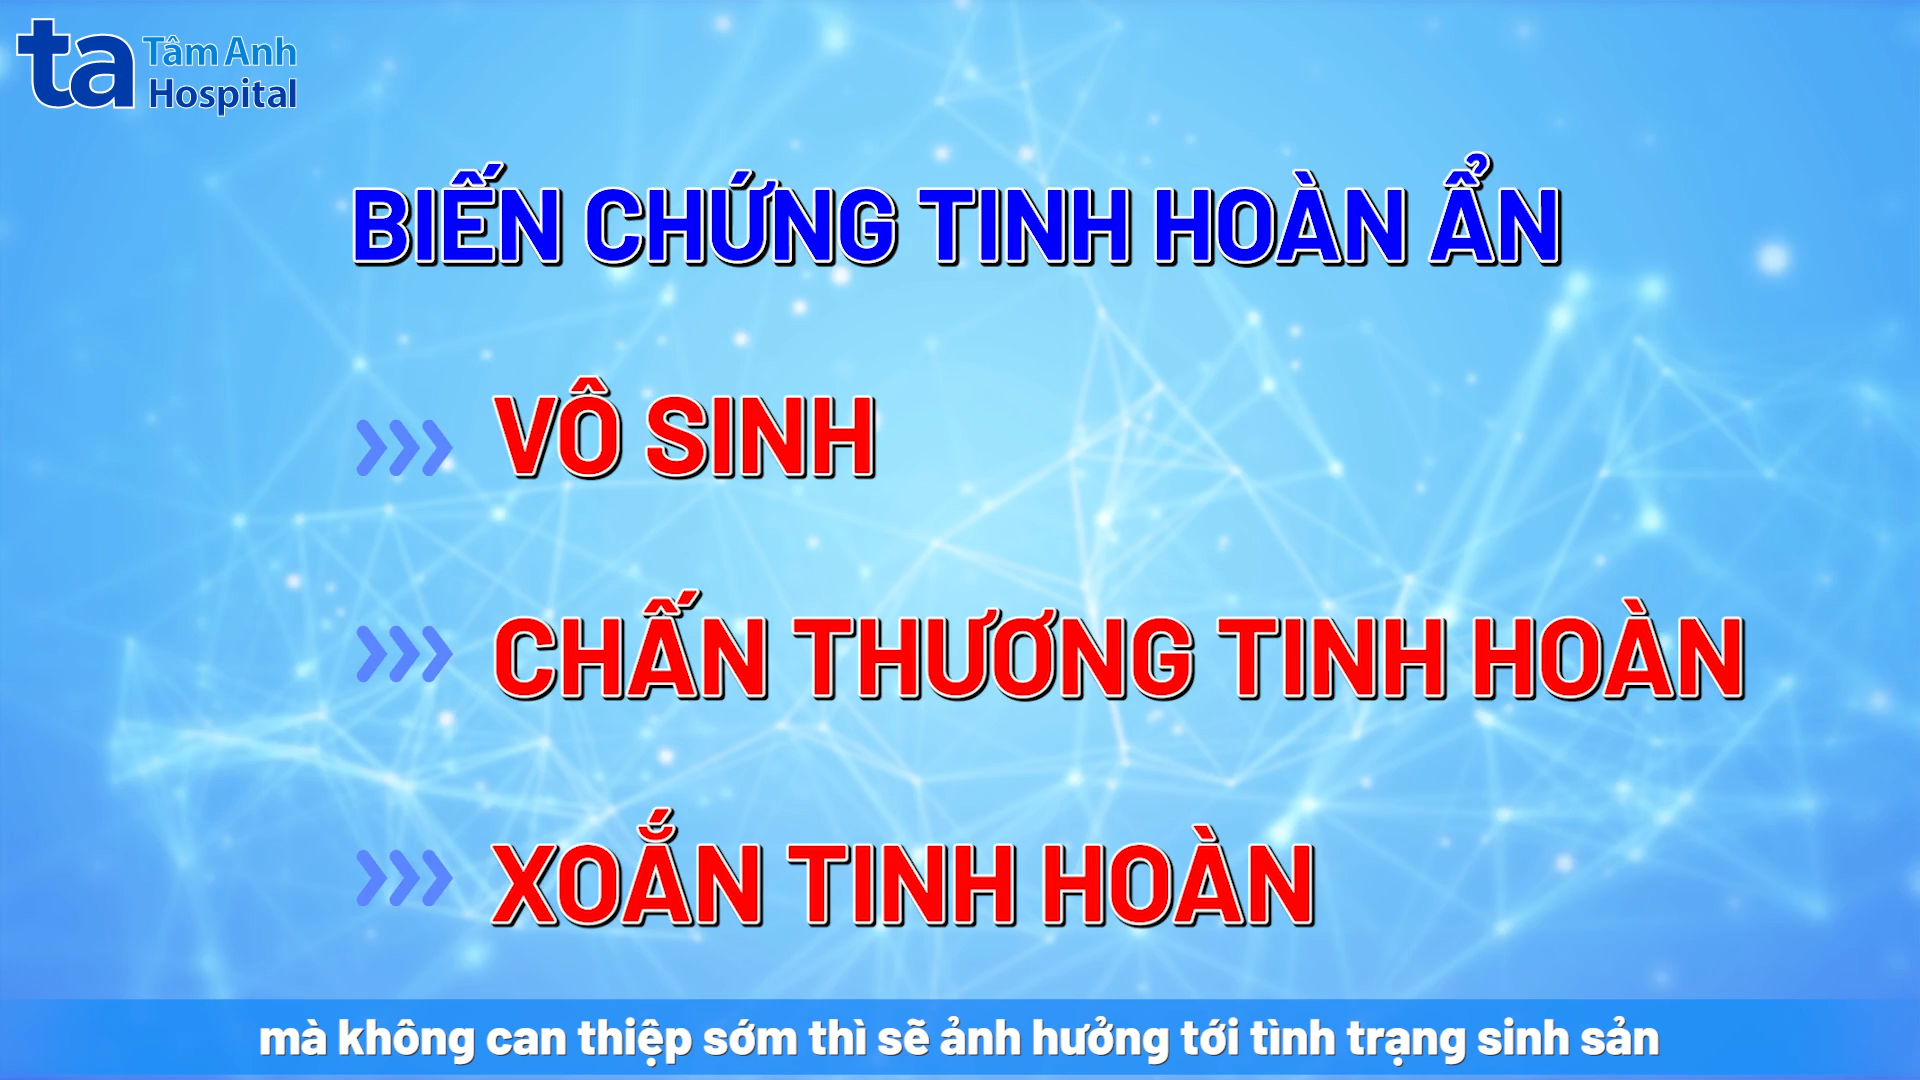 ta Tâm Anh
Hospital
BIẾN CHỨNG TINH HOÀN ẨN
VÔ SINH
CHẤN THƯƠNG TINH HOÀN
XOẮN TINH HOÀN
mà không can thiệp sớm thì sẽ ảnh hưởng tới tình trạng sinh sản